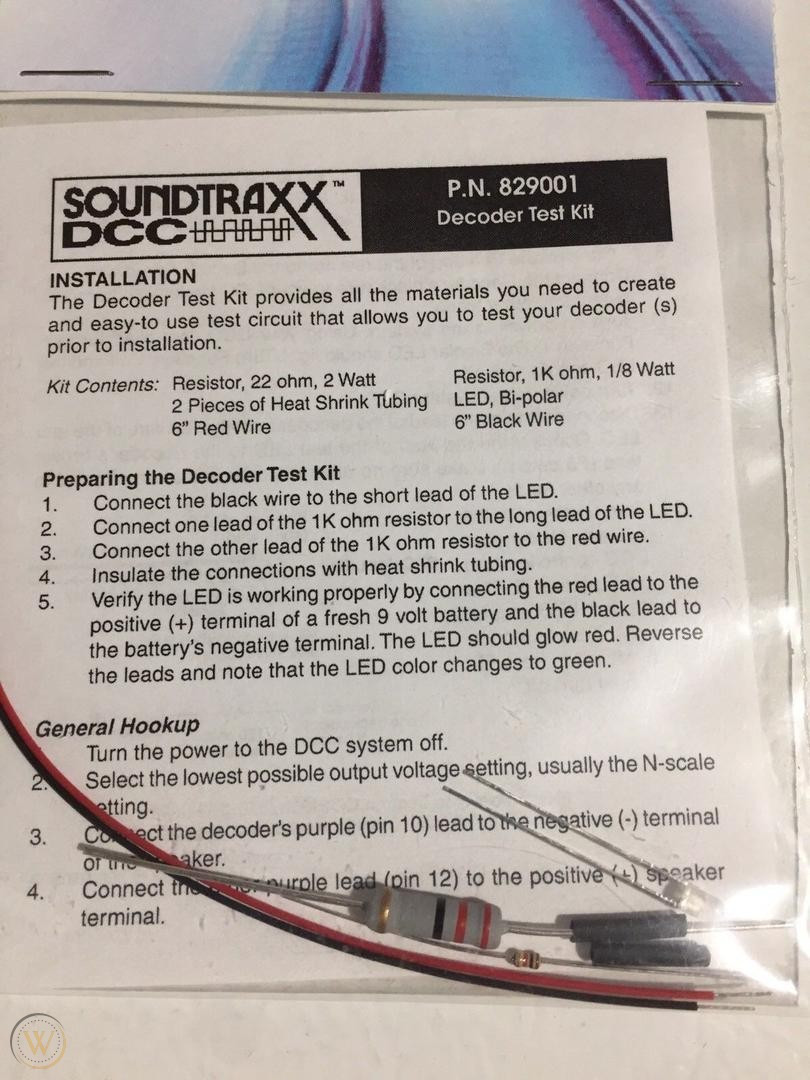 SOUNDTRAXX™
DCC
P.N. 829001
Decoder Test Kit
INSTALLATION
The Decoder Test Kit provides all the materials you need to create
and easy-to use test circuit that allows you to test your decoder (s)
prior to installation.
Kit Contents: Resistor, 22 ohm, 2 Watt Resistor, 1K ohm, 1/8 Watt
2 Pieces of Heat Shrink Tubing LED, Bi-polar
6" Red Wire 6" Black Wire
Preparing the Decoder Test Kit
1. Connect the black wire to the short lead of the LED.
2. Connect one lead of the 1K ohm resistor to the long lead of the LED.
3. Connect the other lead of the 1K ohm resistor to the red wire.
4. Insulate the connections with heat shrink tubing.
5. Verify the LED is working properly by connecting the red lead to the
positive (+) terminal of a fresh 9 volt battery and the black lead to
the battery's negative terminal. The LED should glow red. Reverse
the leads and note that the LED color changes to green.
General Hookup
Turn the power to the DCC system off.
2. Select the lowest possible output voltage setting, usually the N-scale
etting.
3. Connect the decoder's purple (pin 10) lead to the negative (-) terminal
of the speaker.
4. Connect the purple lead (pin 12) to the positive (+) speaker
terminal.
W